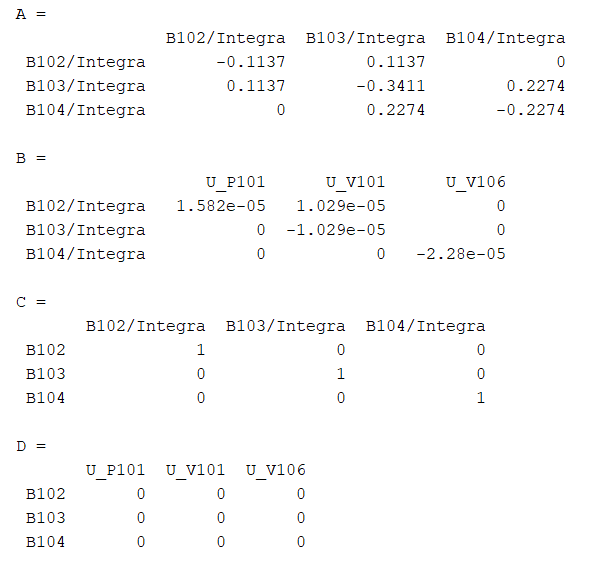 A =
B102/Integra B103/Integra B104/Integra
B102/Integra -0.1137 0.1137 0
B103/Integra 0.1137 -0.3411 0.2274
B104/Integra 0 0.2274 -0.2274
B =
U_P101 U_V101 U_V106
B102/Integra 1.582e-05 1.029e-05 0
B103/Integra 0 -1.029e-05 0
B104/Integra 0 0 -2.28e-05
C =
B102/Integra B103/Integra B104/Integra
B102 1 0 0
B103 0 1 0
B104 0 0 1
D =
U_P101 U_V101 U_V106
B102 0 0 0
B103 0 0 0
B104 0 0 0